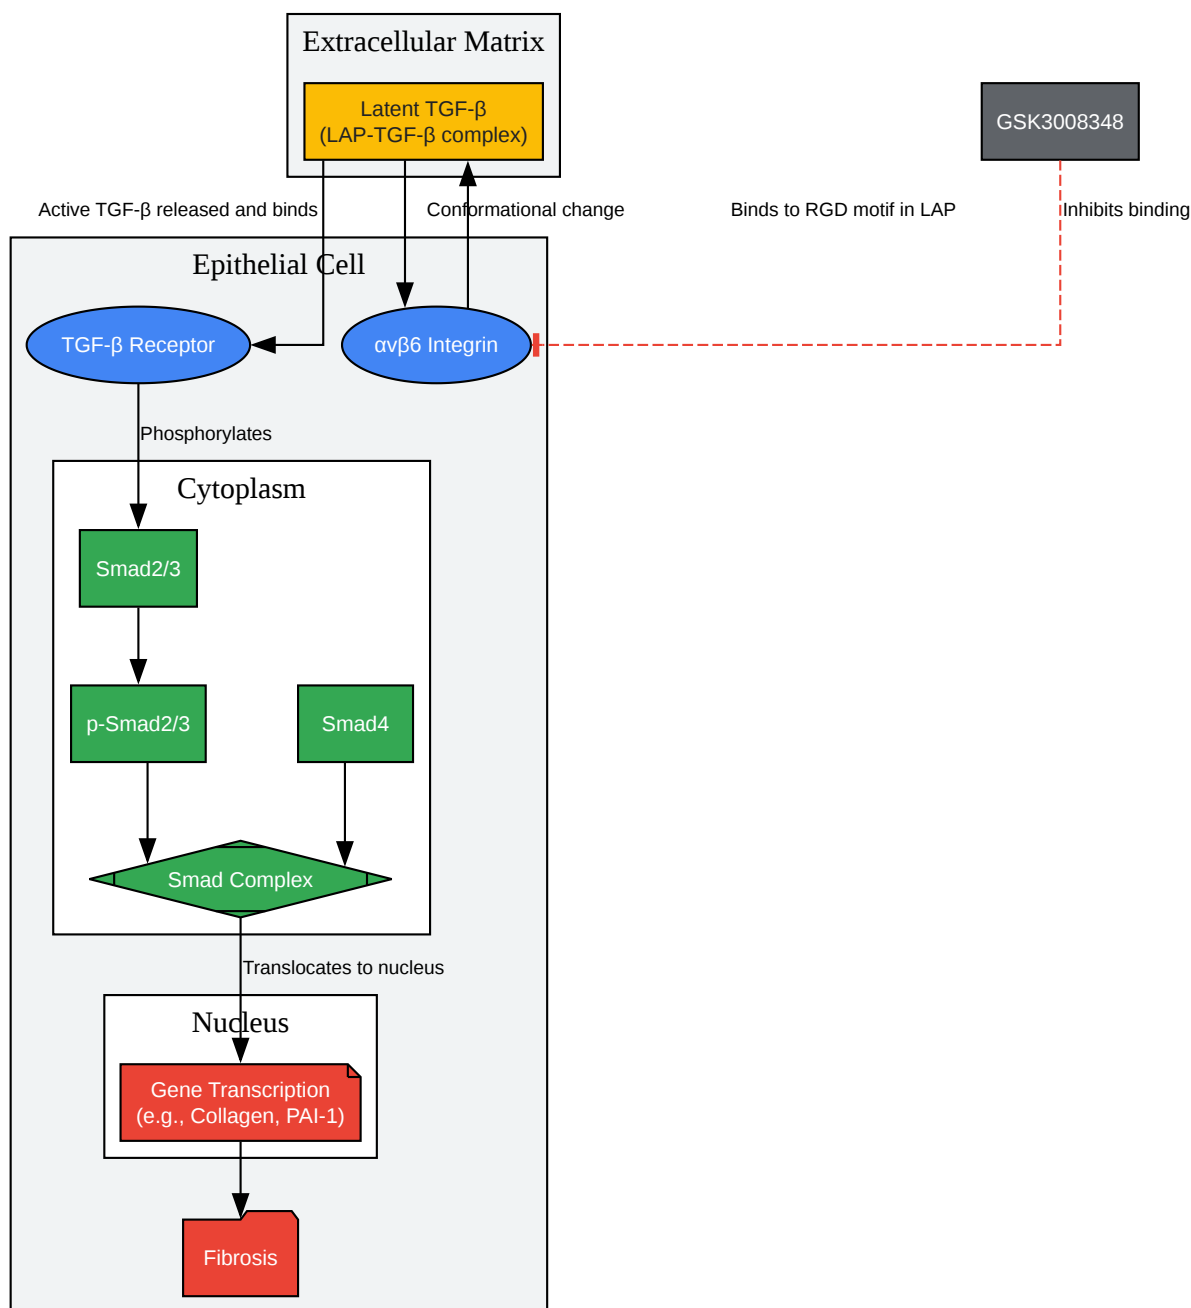 Extracellular Matrix
Latent TGF-β
(LAP-TGF-β complex)
GSK3008348
Active TGF-β released and binds
Conformational change
Binds to RGD motif in LAP
Inhibits binding
Epithelial Cell
TGF-β Receptor
αvβ6 Integrin
Phosphorylates
Cytoplasm
Smad2/3
p-Smad2/3
Smad4
Smad Complex
Translocates to nucleus
Nucleus
Gene Transcription
(e.g., Collagen, PAI-1)
Fibrosis